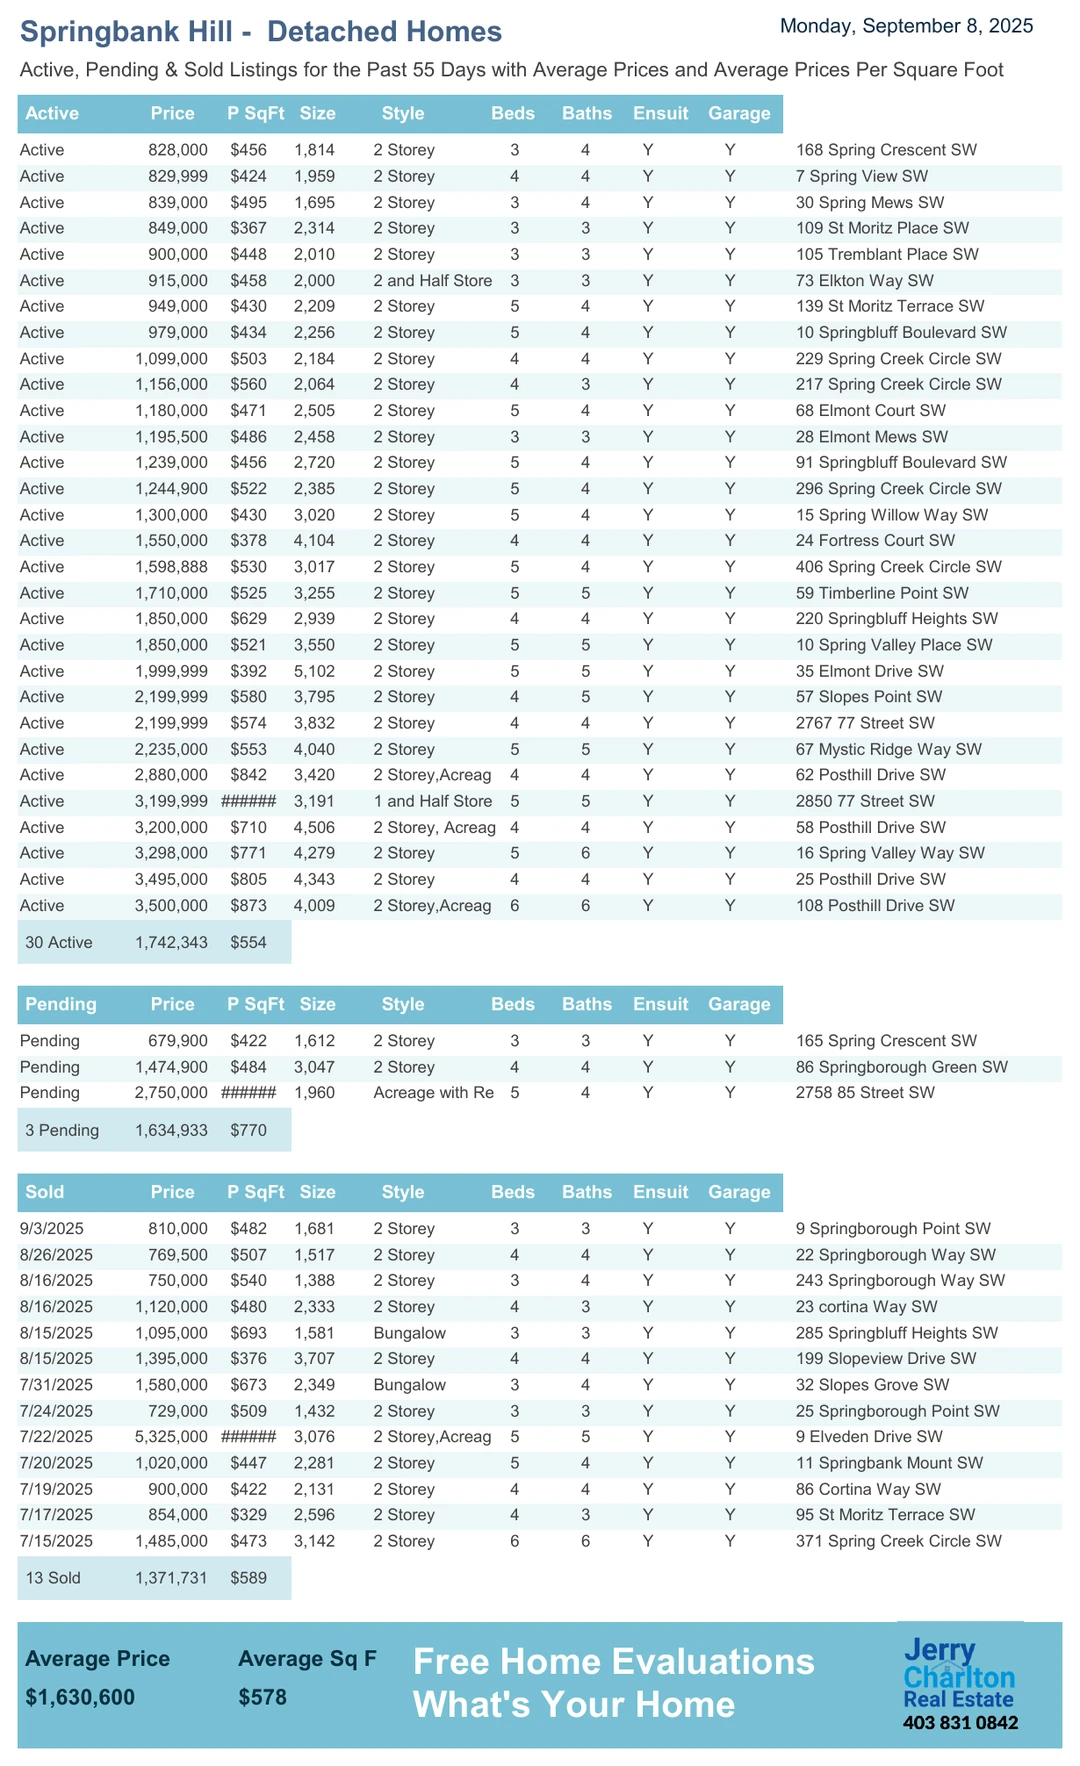 Springbank Hill -  Detached Homes
Monday, September 8, 2025
Active, Pending & Sold Listings for the Past 55 Days with Average Prices and Average Prices Per Square Foot
Active Price P SqFt Size Style Beds Baths Ensuit Garage
Active 828,000 $456 1,814 2 Storey 3 4 Y Y 168 Spring Crescent SW
Active 829,999 $424 1,959 2 Storey 4 4 Y Y 7 Spring View SW
Active 839,000 $495 1,695 2 Storey 3 4 Y Y 30 Spring Mews SW
Active 849,000 $367 2,314 2 Storey 3 3 Y Y 109 St Moritz Place SW
Active 900,000 $448 2,010 2 Storey 3 3 Y Y 105 Tremblant Place SW
Active 915,000 $458 2,000 2 and Half Store 3 3 Y Y 73 Elkton Way SW
Active 949,000 $430 2,209 2 Storey 5 4 Y Y 139 St Moritz Terrace SW
Active 979,000 $434 2,256 2 Storey 5 4 Y Y 10 Springbluff Boulevard SW
Active 1,099,000 $503 2,184 2 Storey 4 4 Y Y 229 Spring Creek Circle SW
Active 1,156,000 $560 2,064 2 Storey 4 3 Y Y 217 Spring Creek Circle SW
Active 1,180,000 $471 2,505 2 Storey 5 4 Y Y 68 Elmont Court SW
Active 1,195,500 $486 2,458 2 Storey 3 3 Y Y 28 Elmont Mews SW
Active 1,239,000 $456 2,720 2 Storey 5 4 Y Y 91 Springbluff Boulevard SW
Active 1,244,900 $522 2,385 2 Storey 5 4 Y Y 296 Spring Creek Circle SW
Active 1,300,000 $430 3,020 2 Storey 5 4 Y Y 15 Spring Willow Way SW
Active 1,550,000 $378 4,104 2 Storey 4 4 Y Y 24 Fortress Court SW
Active 1,598,888 $530 3,017 2 Storey 5 4 Y Y 406 Spring Creek Circle SW
Active 1,710,000 $525 3,255 2 Storey 5 5 Y Y 59 Timberline Point SW
Active 1,850,000 $629 2,939 2 Storey 4 4 Y Y 220 Springbluff Heights SW
Active 1,850,000 $521 3,550 2 Storey 5 5 Y Y 10 Spring Valley Place SW
Active 1,999,999 $392 5,102 2 Storey 5 5 Y Y 35 Elmont Drive SW
Active 2,199,999 $580 3,795 2 Storey 4 5 Y Y 57 Slopes Point SW
Active 2,199,999 $574 3,832 2 Storey 4 4 Y Y 2767 77 Street SW
Active 2,235,000 $553 4,040 2 Storey 5 5 Y Y 67 Mystic Ridge Way SW
Active 2,880,000 $842 3,420 2 Storey,Acreag 4 4 Y Y 62 Posthill Drive SW
Active 3,199,999 ###### 3,191 1 and Half Store 5 5 Y Y 2850 77 Street SW
Active 3,200,000 $710 4,506 2 Storey, Acreag 4 4 Y Y 58 Posthill Drive SW
Active 3,298,000 $771 4,279 2 Storey 5 6 Y Y 16 Spring Valley Way SW
Active 3,495,000 $805 4,343 2 Storey 4 4 Y Y 25 Posthill Drive SW
Active 3,500,000 $873 4,009 2 Storey,Acreag 6 6 Y Y 108 Posthill Drive SW
30 Active 1,742,343 $554
Pending Price P SqFt Size Style Beds Baths Ensuit Garage
Pending 679,900 $422 1,612 2 Storey 3 3 Y Y 165 Spring Crescent SW
Pending 1,474,900 $484 3,047 2 Storey 4 4 Y Y 86 Springborough Green SW
Pending 2,750,000 ###### 1,960 Acreage with Re 5 4 Y Y 2758 85 Street SW
3 Pending 1,634,933 $770
Sold Price P SqFt Size Style Beds Baths Ensuit Garage
9/3/2025 810,000 $482 1,681 2 Storey 3 3 Y Y 9 Springborough Point SW
8/26/2025 769,500 $507 1,517 2 Storey 4 4 Y Y 22 Springborough Way SW
8/16/2025 750,000 $540 1,388 2 Storey 3 4 Y Y 243 Springborough Way SW
8/16/2025 1,120,000 $480 2,333 2 Storey 4 3 Y Y 23 cortina Way SW
8/15/2025 1,095,000 $693 1,581 Bungalow 3 3 Y Y 285 Springbluff Heights SW
8/15/2025 1,395,000 $376 3,707 2 Storey 4 4 Y Y 199 Slopeview Drive SW
7/31/2025 1,580,000 $673 2,349 Bungalow 3 4 Y Y 32 Slopes Grove SW
7/24/2025 729,000 $509 1,432 2 Storey 3 3 Y Y 25 Springborough Point SW
7/22/2025 5,325,000 ###### 3,076 2 Storey,Acreag 5 5 Y Y 9 Elveden Drive SW
7/20/2025 1,020,000 $447 2,281 2 Storey 5 4 Y Y 11 Springbank Mount SW
7/19/2025 900,000 $422 2,131 2 Storey 4 4 Y Y 86 Cortina Way SW
7/17/2025 854,000 $329 2,596 2 Storey 4 3 Y Y 95 St Moritz Terrace SW
7/15/2025 1,485,000 $473 3,142 2 Storey 6 6 Y Y 371 Spring Creek Circle SW
13 Sold 1,371,731 $589
Average Price Average Sq F
$1,630,600 $578
Free Home Evaluations
What's Your Home
Jerry
Charlton
Real Estate
403 831 0842